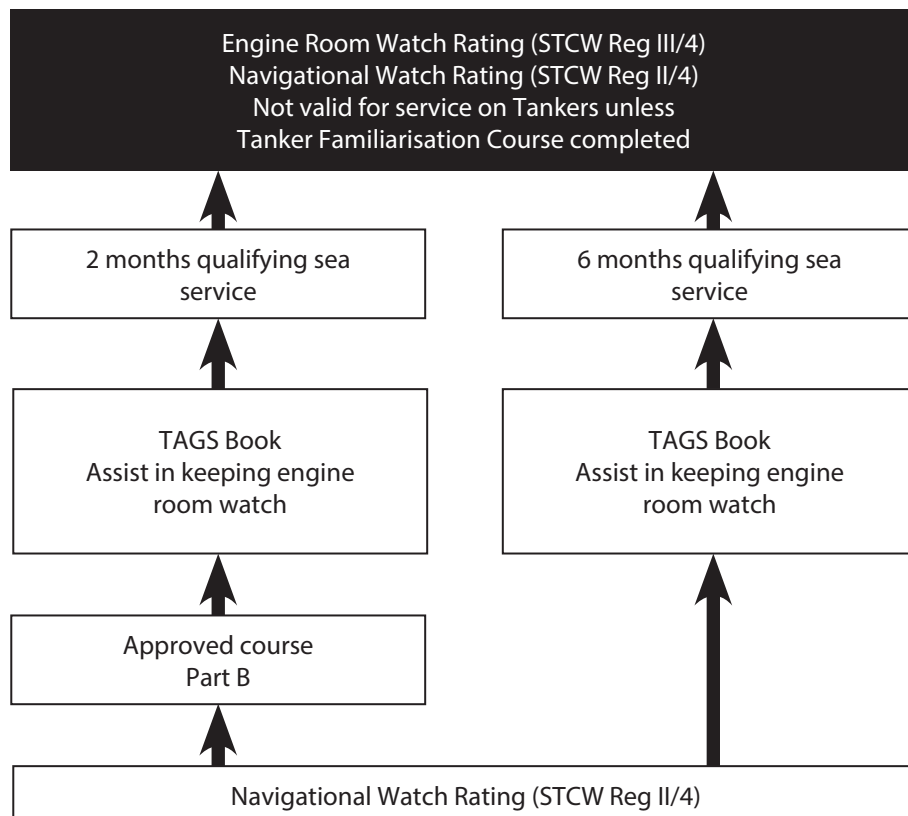 Engine Room Watch Rating (STCW Reg III/4)
Navigational Watch Rating (STCW Reg II/4)
Not valid for service on Tankers unless
Tanker Familiarisation Course completed
2 months qualifying sea
service
6 months qualifying sea
service
TAGS Book
Assist in keeping engine
room watch
TAGS Book
Assist in keeping engine
room watch
Approved course
Part B
Navigational Watch Rating (STCW Reg II/4)